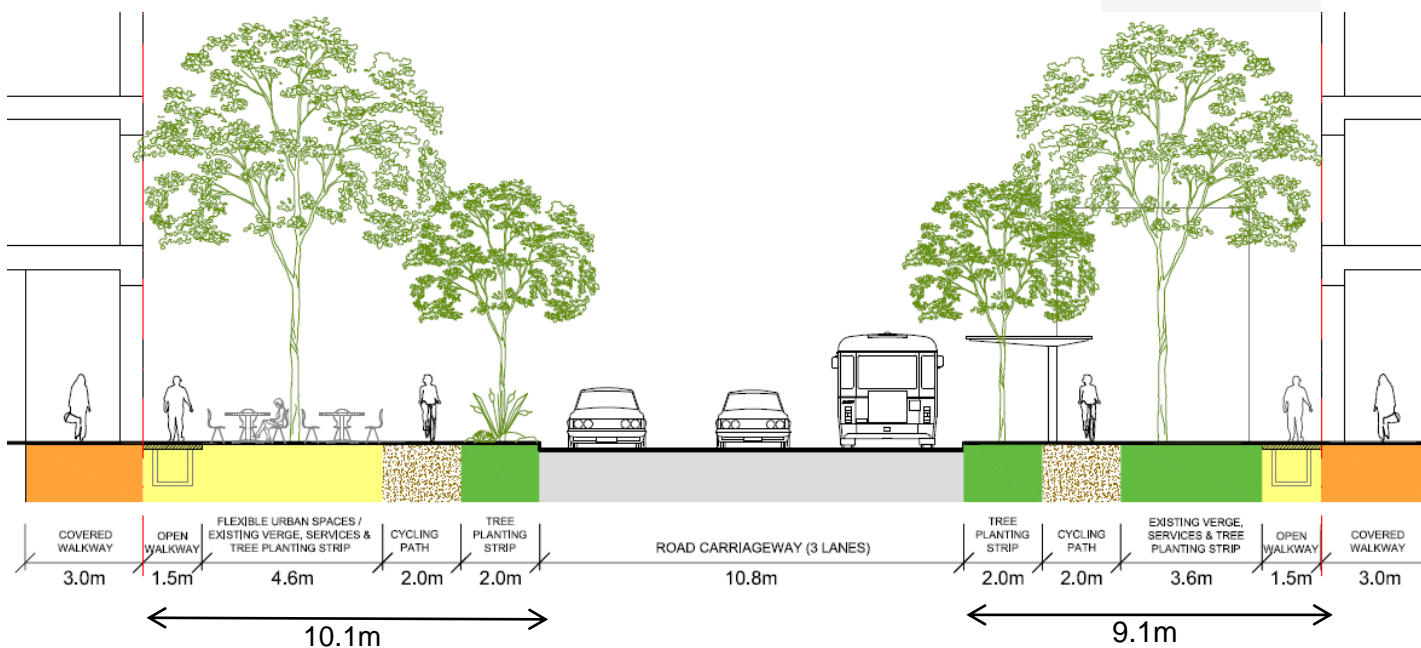 COVERED
WALKWAY
OPEN
WALKWAY
FLEXIBLE URBAN SPACES /
EXISTING VERGE, SERVICES &
TREE PLANTING STRIP
CYCLING
PATH
TREE
PLANTING
STRIP
ROAD CARRIAGEWAY (3 LANES)
TREE
PLANTING
STRIP
CYCLING
PATH
EXISTING VERGE,
SERVICES & TREE
PLANTING STRIP
OPEN
WALKWAY
COVERED
WALKWAY
3.0m 1.5m 4.6m 2.0m 2.0m 10.8m 2.0m 2.0m 3.6m 1.5m 3.0m
10.1m 9.1m